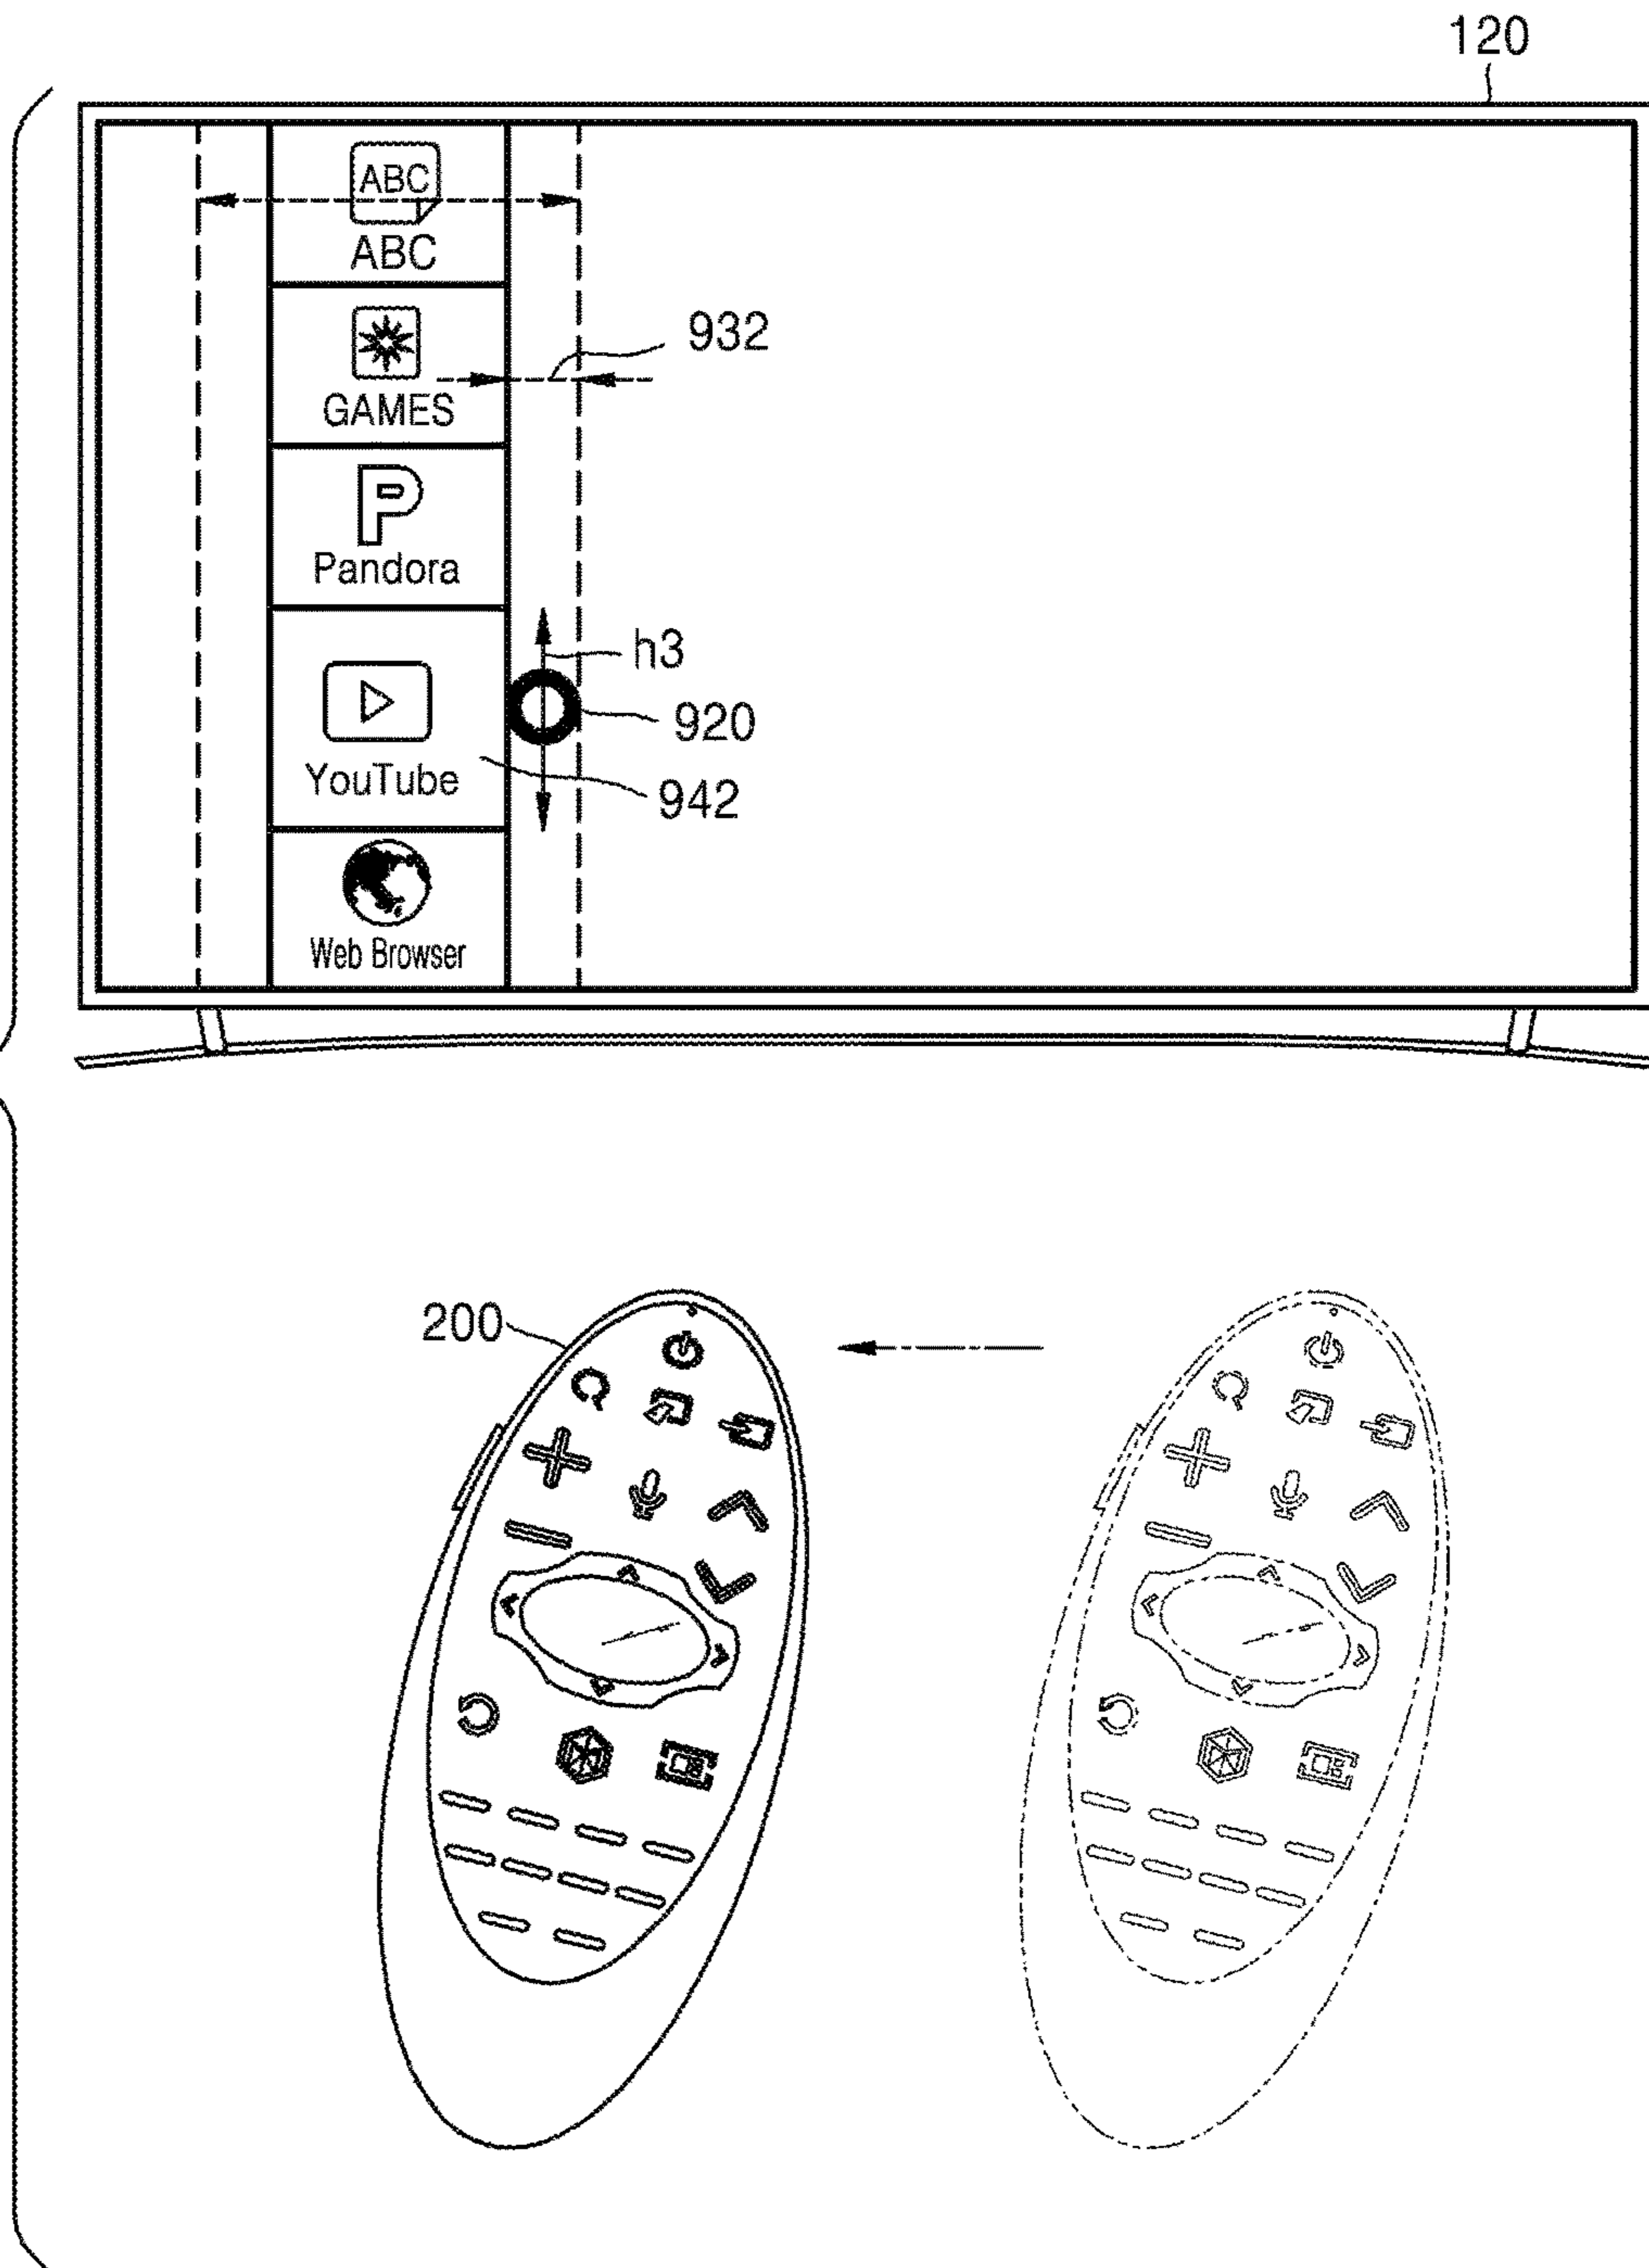 120
ABC
ABC
932
GAMES
P
Pandora
h3
920
YouTube
942
Web Browser
200